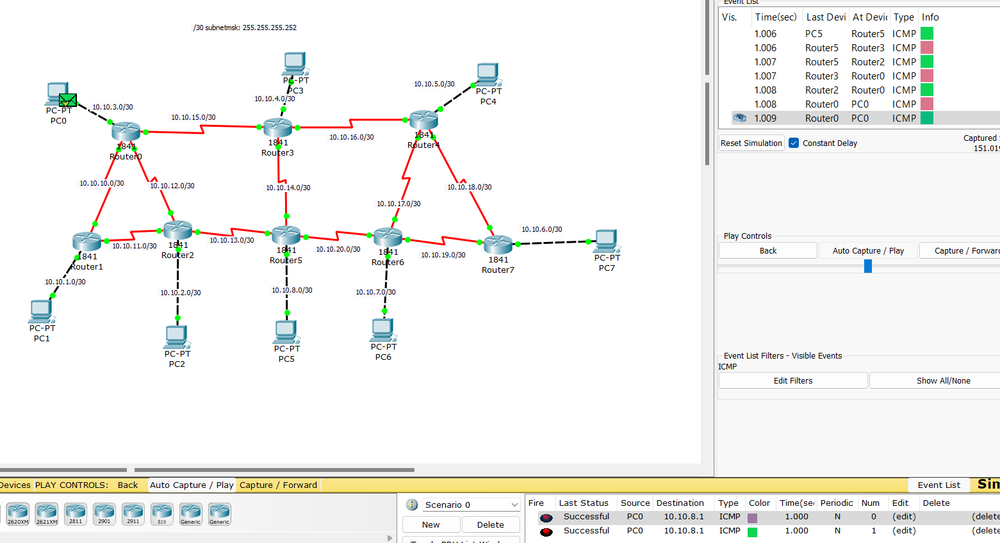 /30 subnetmsk: 255.255.255.252
PC-PT
PC0
10.10.3.0/30
PC-PT
PC3
10.10.4.0/30
10.10.5.0/30
PC-PT
PC4
10.10.15.0/30
1841
Router0
1841
Router3
10.10.16.0/30
1841
Router4
10.10.10.0/30
10.10.12.0/30
10.10.14.0/30
10.10.18.0/30
10.10.17.0/30
10.10.6.0/30
1841
Router1
10.10.11.0/30
1841
Router2
10.10.13.0/30
1841
Router5
10.10.20.0/30
1841
Router6
10.10.19.0/30
1841
Router7
PC-PT
PC7
10.10.1.0/30
10.10.2.0/30
10.10.8.0/30
10.10.7.0/30
PC-PT
PC1
PC-PT
PC2
PC-PT
PC5
PC-PT
PC6
Event List
Vis. Time(sec) Last Devi At Devic Type Info
1.006 PC5 Router5 ICMP
1.006 Router5 Router3 ICMP
1.007 Router5 Router2 ICMP
1.007 Router3 Router0 ICMP
1.008 Router2 Router0 ICMP
1.008 Router0 PC0 ICMP
1.009 Router0 PC0 ICMP
Reset Simulation Constant Delay Captured
151.019
Play Controls
Back Auto Capture / Play Capture / Forward
Event List Filters - Visible Events
ICMP
Edit Filters Show All/None
Devices PLAY CONTROLS: Back Auto Capture / Play Capture / Forward Event List Sim
2620XM 2621XM 2811 2901 2911 819 Generic Generic
Scenario 0
New Delete
Fire Last Status Source Destination Type Color Time(sec Periodic Num Edit Delete
Successful PC0 10.10.8.1 ICMP 1.000 N 0 (edit) (delete
Successful PC0 10.10.8.1 ICMP 1.000 N 1 (edit) (delete